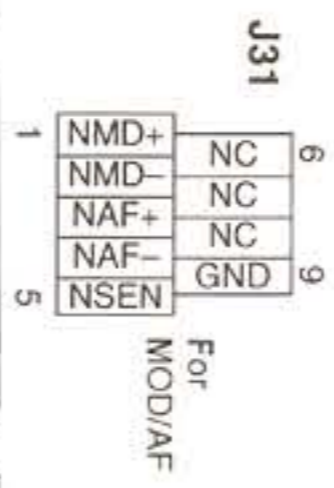 J31
1
NMD+
NMD−
NAF+
NAF−
NSEN
5
6
NC
NC
NC
GND
9
For
MOD/AF